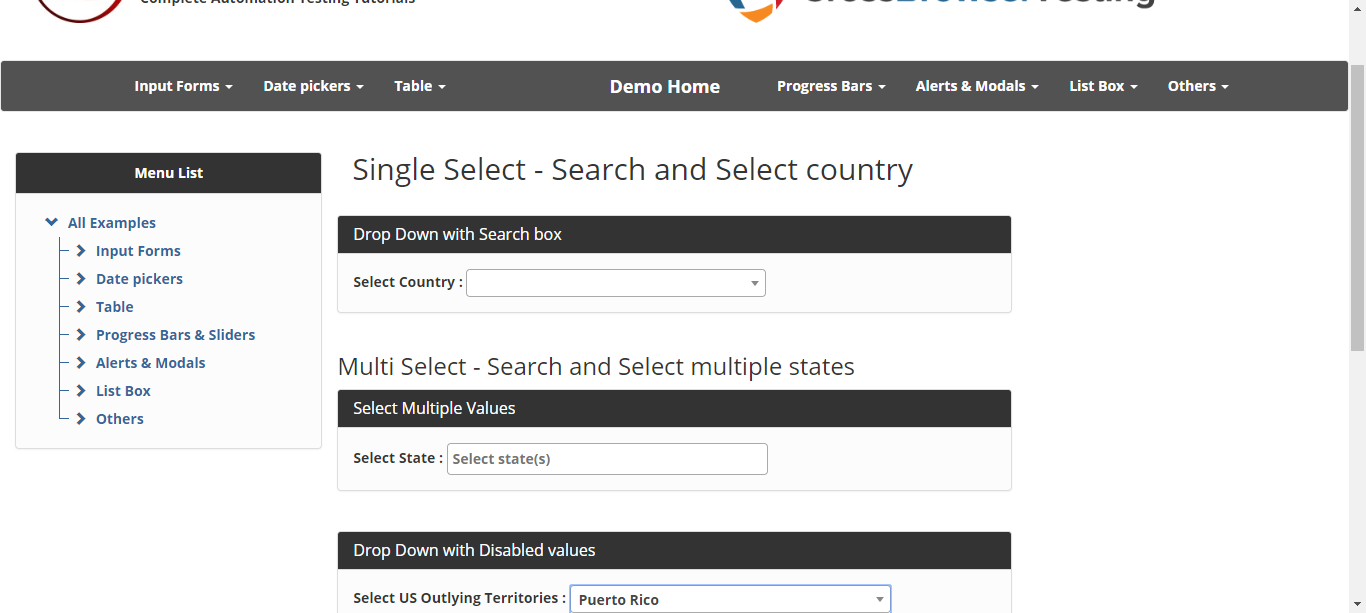 Complete Automation Testing Tutorials
CrossBrowserTesting
Input Forms Date pickers Table Demo Home Progress Bars Alerts & Modals List Box Others
Menu List
All Examples
Input Forms
Date pickers
Table
Progress Bars & Sliders
Alerts & Modals
List Box
Others
Single Select - Search and Select country
Drop Down with Search box
Select Country :
Multi Select - Search and Select multiple states
Select Multiple Values
Select State : Select state(s)
Drop Down with Disabled values
Select US Outlying Territories : Puerto Rico